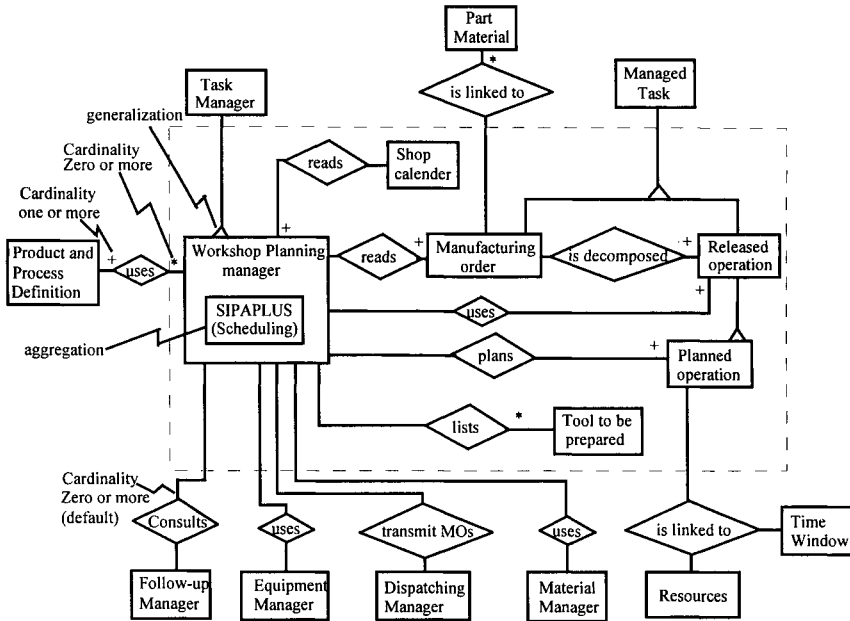 Part
Material
*
is linked to
Managed
Task
Task
Manager
generalization
Cardinality
Zero or more
Cardinality
one or more
reads
Shop
calender
+
Product and
Process
Definition
+
uses
*
Workshop Planning
manager
reads
+
Manufacturing
order
is decomposed
+
Released
operation
SIPAPLUS
(Scheduling)
aggregation
uses
+
plans
+
Planned
operation
lists
*
Tool to be
prepared
Cardinality
Zero or more
(default)
Consults
uses
transmit MOs
uses
is linked to
Time
Window
Follow-up
Manager
Equipment
Manager
Dispatching
Manager
Material
Manager
Resources